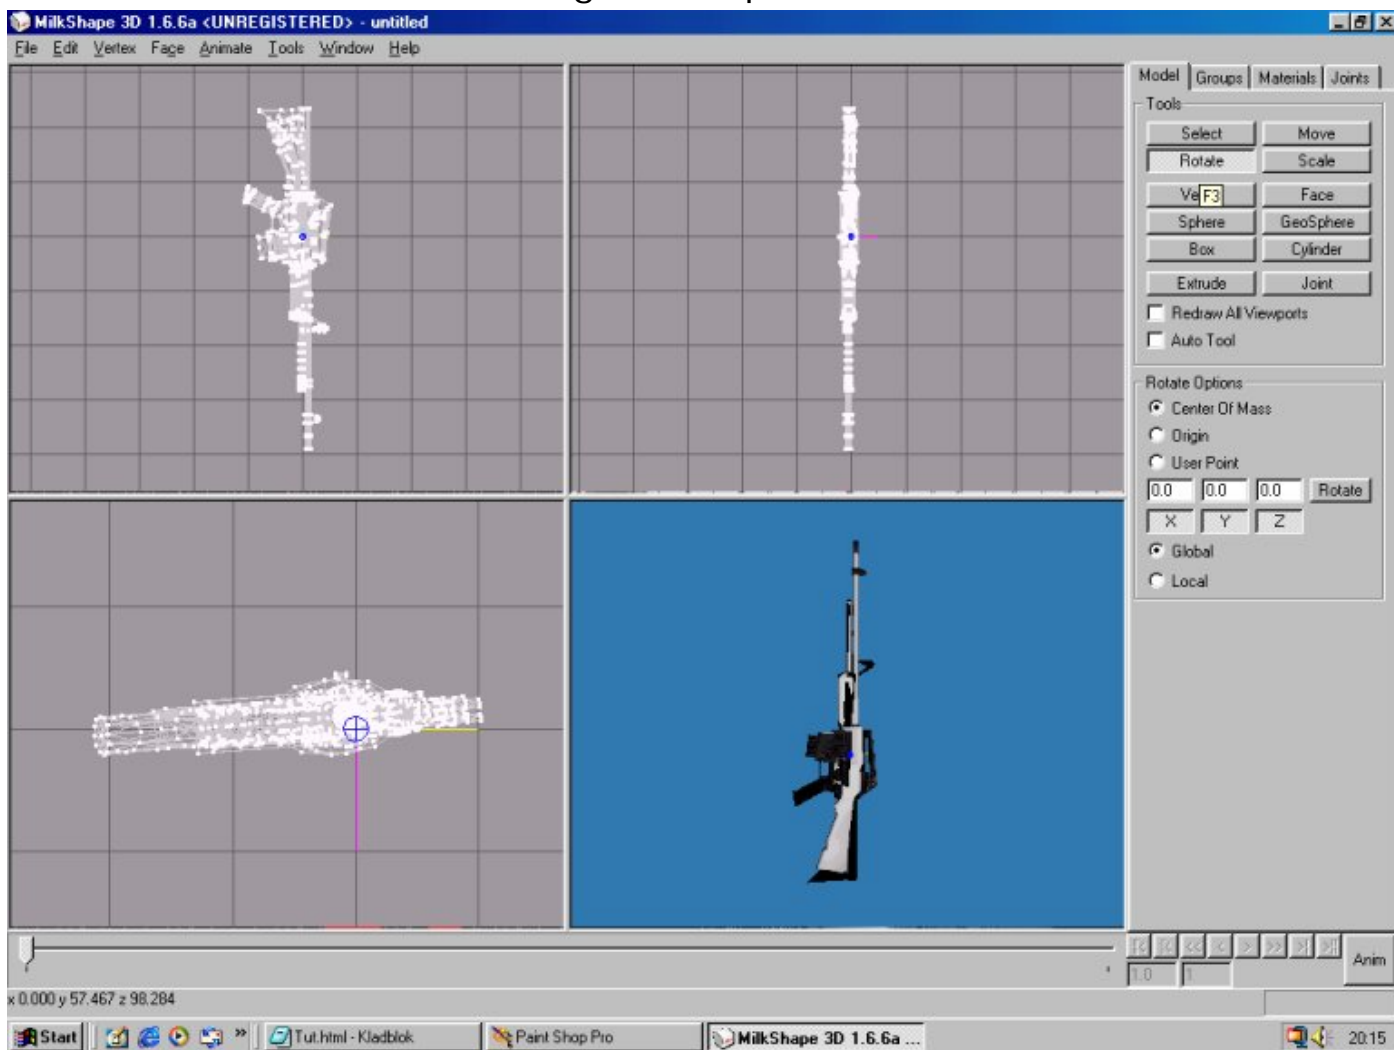 MilkShape 3D 1.6.6a <UNREGISTERED> - untitled
File Edit Vertex Face Animate Tools Window Help
Model Groups Materials Joints
Tools
Select Move
Rotate Scale
F3 Face
Sphere GeoSphere
Box Cylinder
Extrude Joint
Redraw All Viewports
Auto Tool
Rotate Options
Center Of Mass
Origin
User Point
0.0 0.0 0.0 Rotate
X Y Z
Global
Local
Anim
1.0 1
x 0.000 y 57.467 z 98.284
Start » Tut.html - Kladblok Paint Shop Pro MilkShape 3D 1.6.6a ... 20:15